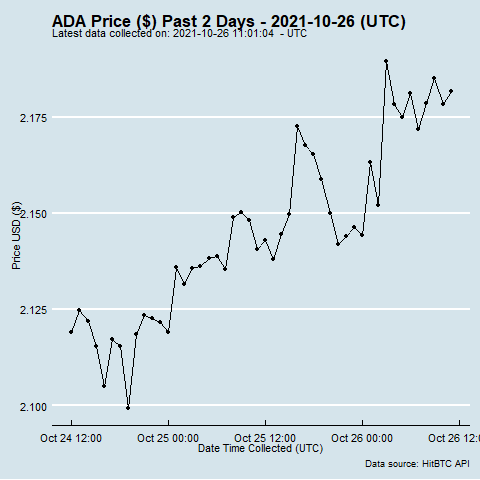 ADA Price ($) Past 2 Days - 2021-10-26 (UTC)
Latest data collected on: 2021-10-26 11:01:04 - UTC
2.175
2.150
2.125
2.100
Price USD ($)
Oct 24 12:00 Oct 25 00:00 Oct 25 12:00 Oct 26 00:00 Oct 26 12:0
Date Time Collected (UTC)
Data source: HitBTC API